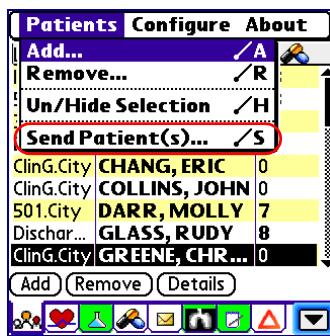 Patients Configure About
Add... /A
Remove... /R
Un/Hide Selection /H
Send Patient(s)... /S
ClinG.City CHANG, ERIC 0
ClinG.City COLLINS, JOHN 0
501.City DARR, MOLLY 7
Dischar... GLASS, RUDY 8
ClinG.City GREENE, CHR... 0
Add Remove Details